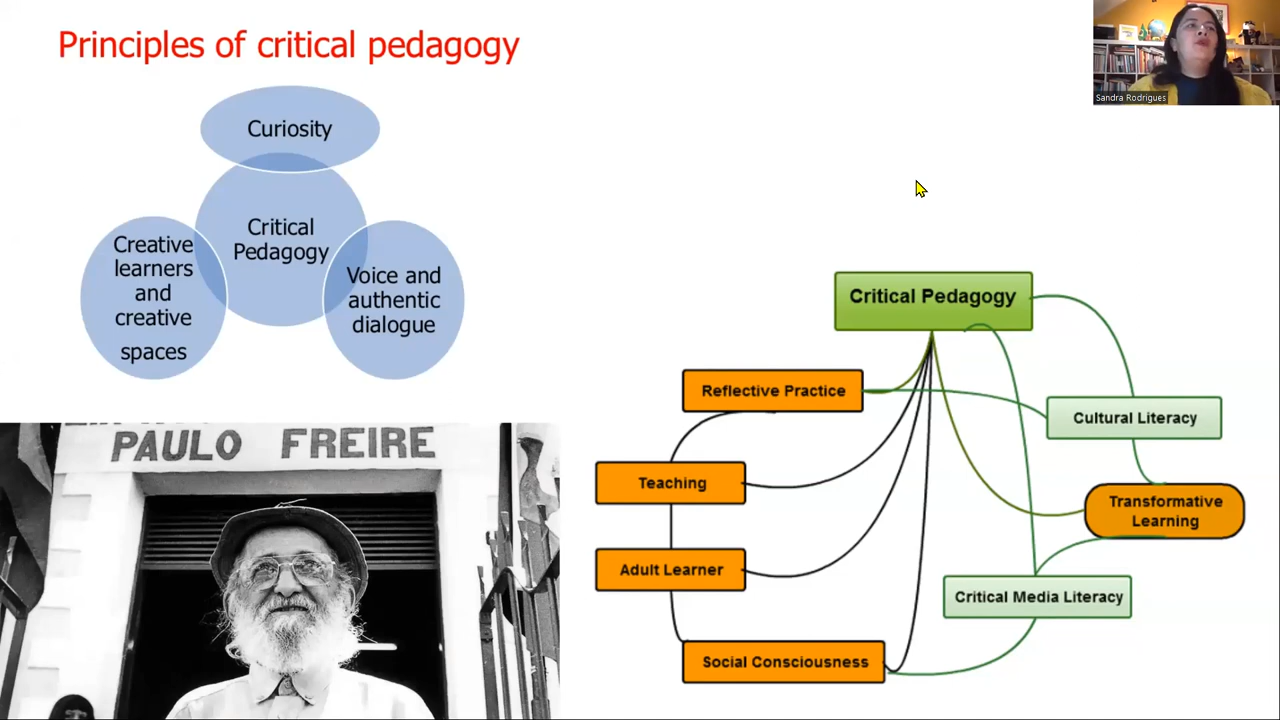 Principles of critical pedagogy
Sandra Rodrigues
Curiosity
Critical
Pedagogy
Creative
learners
and
creative
spaces
Voice and
authentic
dialogue
PAULO FREIRE
Critical Pedagogy
Reflective Practice
Cultural Literacy
Teaching
Transformative
Learning
Adult Learner
Critical Media Literacy
Social Consciousness